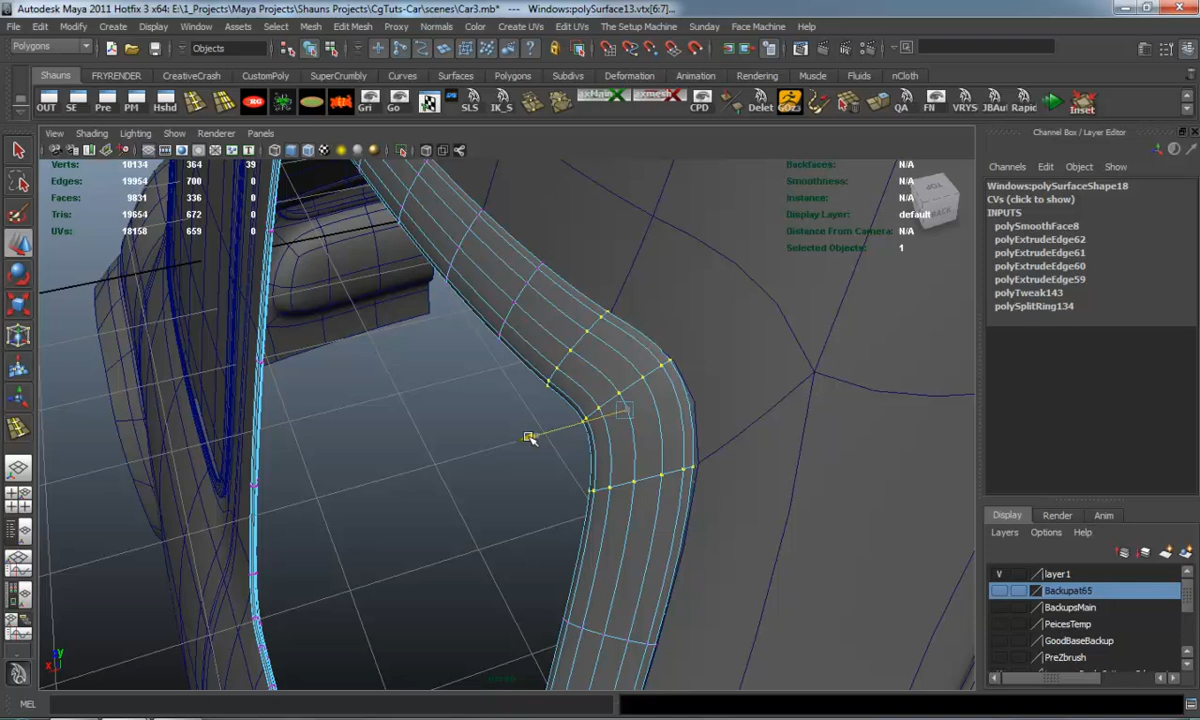 Autodesk Maya 2011 Hotfix 3 x64: E:\1_Projects\Maya Projects\Shauns Projects\CgTuts-Car\scenes\Car3.mb* --- Windows:polySurface13.vtx[6:7]...
File Edit Modify Create Display Window Assets Select Mesh Edit Mesh Proxy Normals Color Create UVs Edit UVs The Setup Machine Sunday Muscle Help
Polygons Objects
Shauns FRYRENDER CreativeCrash CustomPoly SuperCrumbly Curves Surfaces Polygons Subdivs Deformation Animation Rendering Muscle Fluids nCloth
OUT SE Pre PM Hshd Gri Go SLS IK_S CPD Delet GOzs QA FN VRYS JBAut Rapic Inset
View Shading Lighting Show Renderer Panels
Channel Box / Layer Editor
Channels Edit Object Show
Verts: 10134 364 39
Edges: 19954 700 0
Faces: 9831 336 0
Tris: 19654 672 0
UVs: 18158 659 0
Backfaces: N/A
Smoothness: N/A
Instance: N/A
Display Layer: default
Distance From Camera: N/A
Selected Objects: 1
TOP
BACK
Windows:polySurfaceShape18
CVs (click to show)
INPUTS
polySmoothFace8
polyExtrudeEdge62
polyExtrudeEdge61
polyExtrudeEdge60
polyExtrudeEdge59
polyTweak143
polySplitRing134
Display Render Anim
Layers Options Help
V layer1
Backupat65
BackupsMain
PeicesTemp
GoodBaseBackup
PreZbrush
y
x
MEL